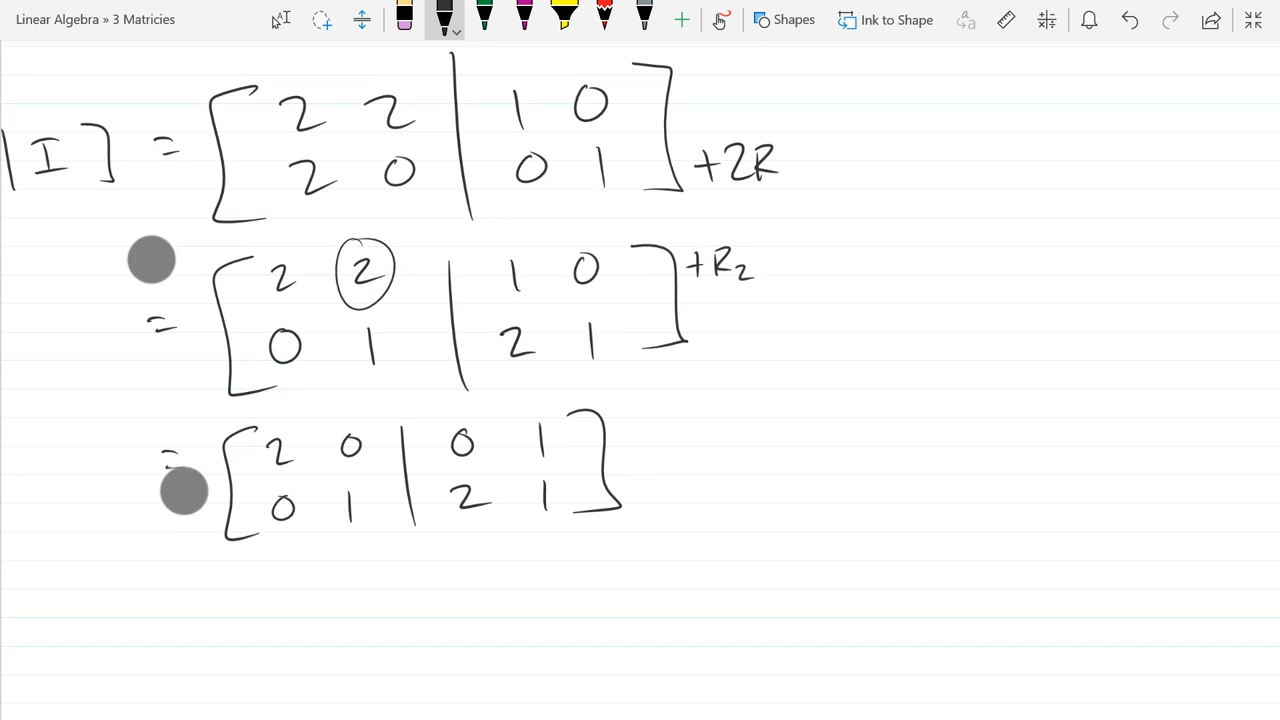 Linear Algebra » 3 Matricies
Shapes
Ink to Shape
| I ] = [ 2 2 | 1 0
2 0 | 0 1 ] +2R
= [ 2 2 | 1 0 ] +R₂
0 1 | 2 1
= [ 2 0 | 0 1 ]
0 1 | 2 1